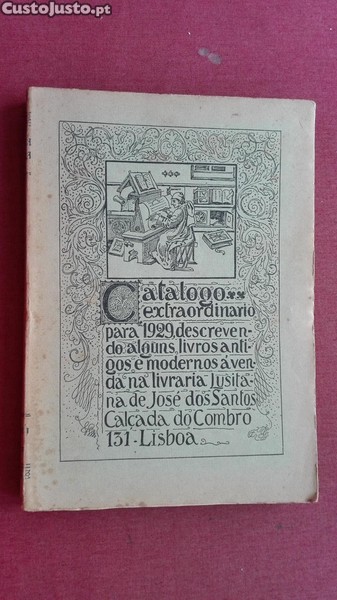 CustoJusto.pt
Catalogo
extraordinario
para 1929, descreven-
do alguns livros anti-
gos e modernos á ven-
da na livraria Lusita-
na de José dos Santos
Calçada do Combro
131-Lisboa